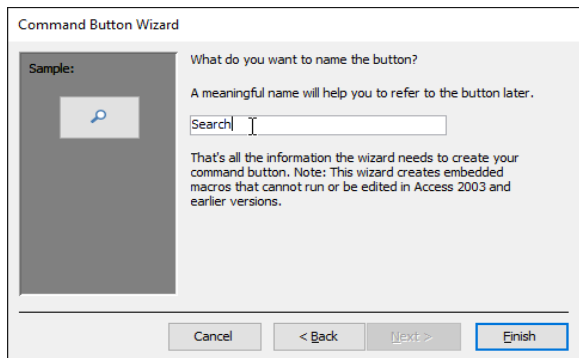 Command Button Wizard
Sample:
What do you want to name the button?
A meaningful name will help you to refer to the button later.
Search
That's all the information the wizard needs to create your
command button. Note: This wizard creates embedded
macros that cannot run or be edited in Access 2003 and
earlier versions.
Cancel
< Back
Next >
Finish